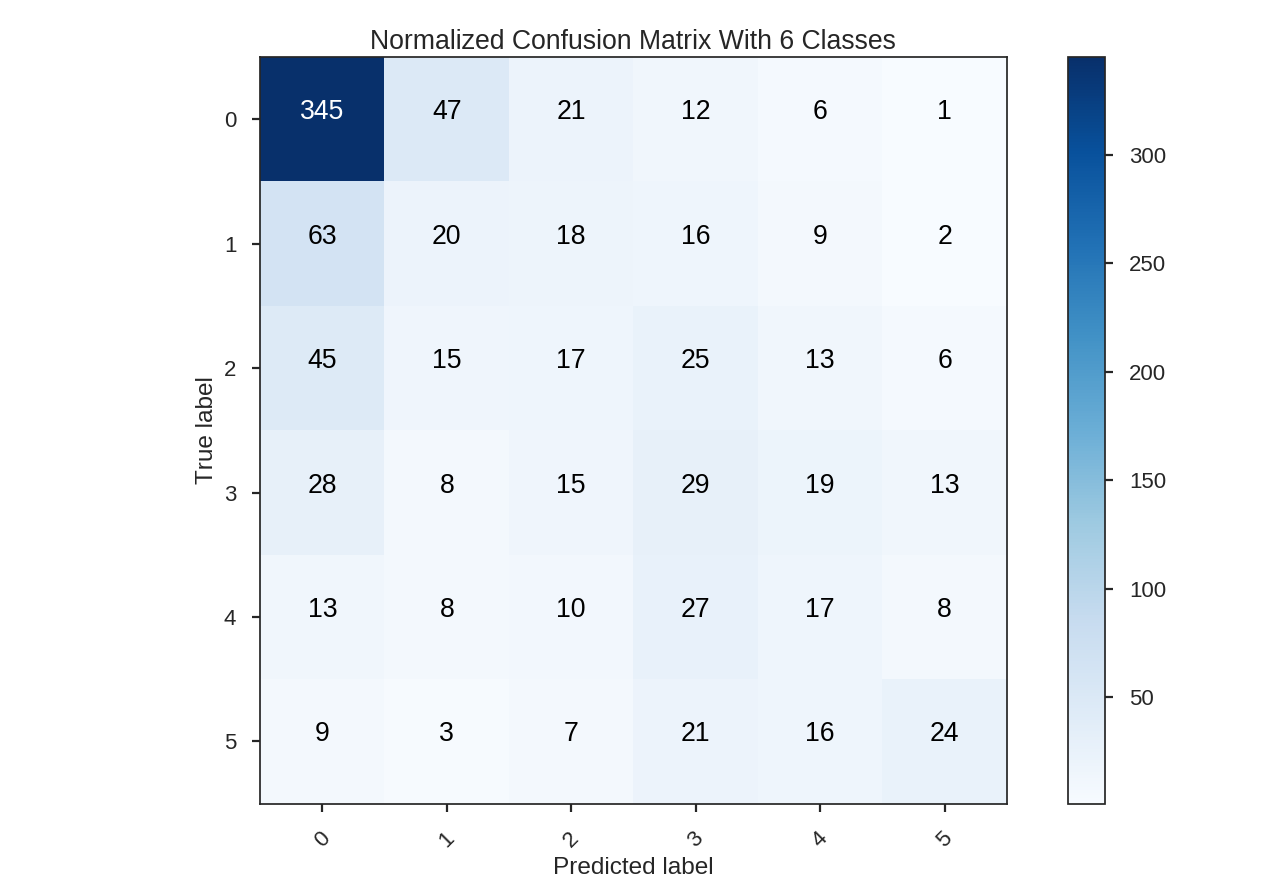 Normalized Confusion Matrix With 6 Classes
0 345 47 21 12 6 1
1 63 20 18 16 9 2
2 45 15 17 25 13 6
3 28 8 15 29 19 13
4 13 8 10 27 17 8
5 9 3 7 21 16 24
0 1 2 3 4 5
Predicted label
True label
300
250
200
150
100
50